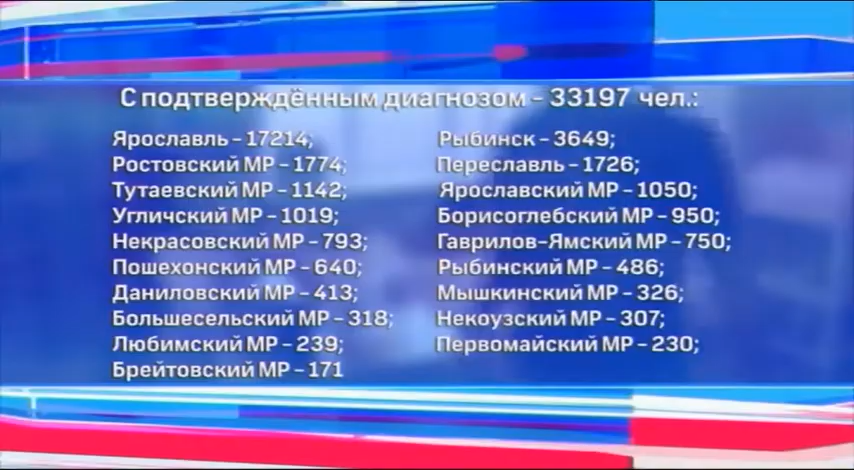 С подтверждённым диагнозом – 33197 чел.:
Ярославль – 17214; Рыбинск – 3649;
Ростовский МР – 1774; Переславль – 1726;
Тутаевский МР – 1142; Ярославский МР – 1050;
Угличский МР – 1019; Борисоглебский МР – 950;
Некрасовский МР – 793; Гаврилов-Ямский МР – 750;
Пошехонский МР – 640; Рыбинский МР – 486;
Даниловский МР – 413; Мышкинский МР – 326;
Большесельский МР – 318; Некоузский МР – 307;
Любимский МР – 239; Первомайский МР – 230;
Брейтовский МР – 171